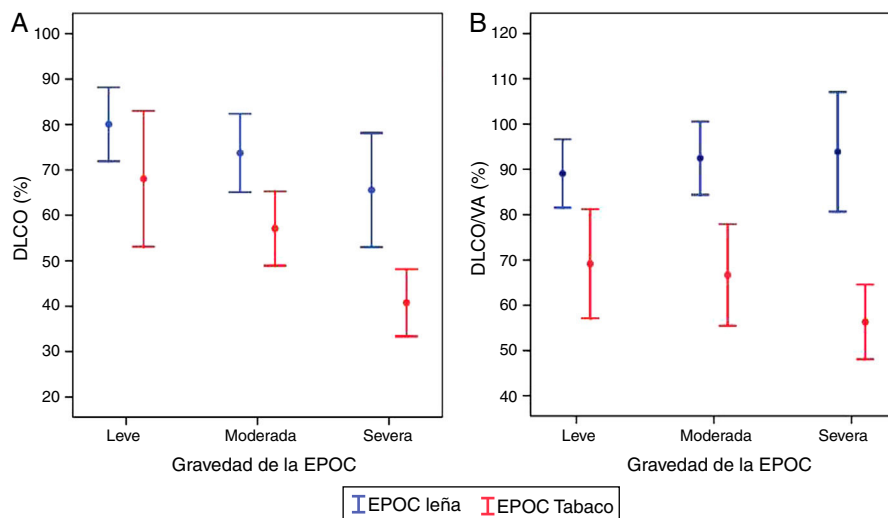 A
100
90
80
70
60
50
40
30
20
DLCO (%)
Leve Moderada Severa
Gravedad de la EPOC
B
120
110
100
90
80
70
60
50
40
DLCO/VA (%)
Leve Moderada Severa
Gravedad de la EPOC
EPOC leña EPOC Tabaco